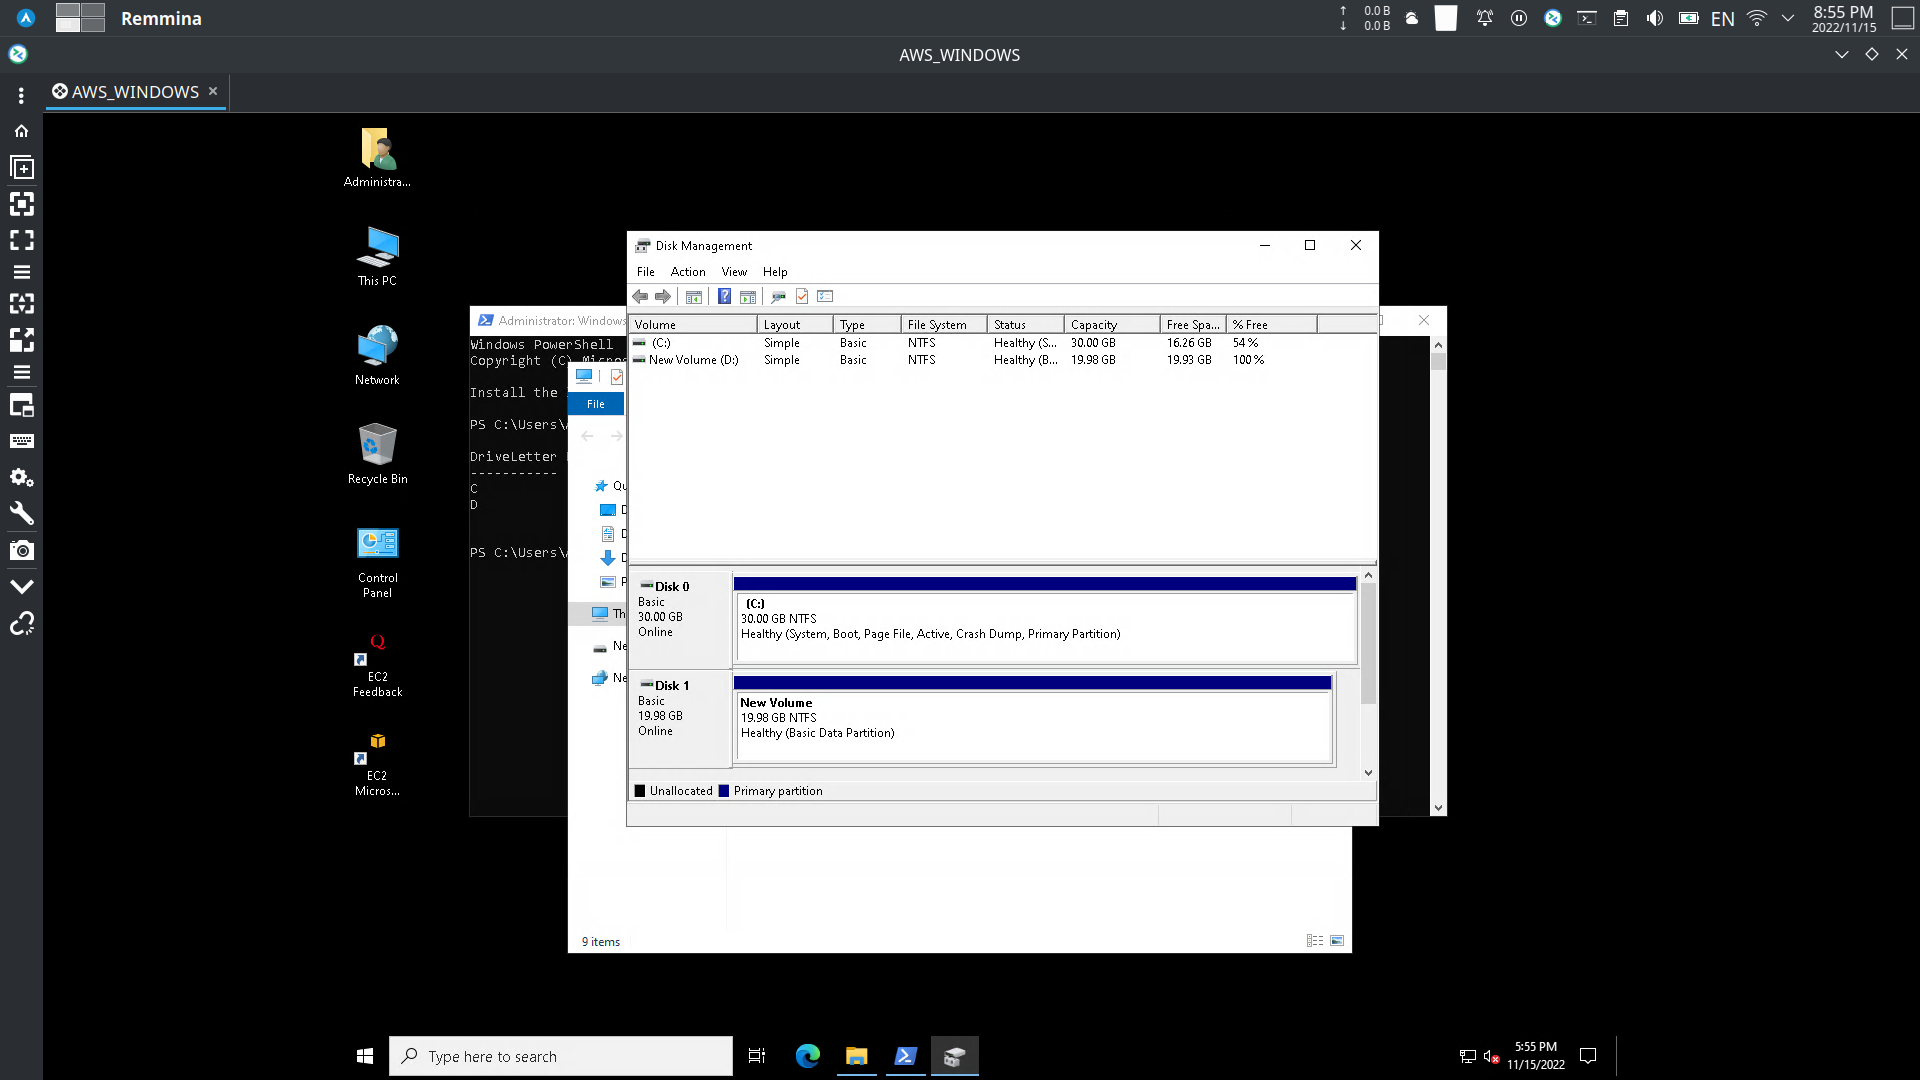 Remmina
0.0 B
0.0 B
EN
8:55 PM
2022/11/15
AWS_WINDOWS
AWS_WINDOWS
Administra...
This PC
Network
Recycle Bin
Control
Panel
EC2
Feedback
EC2
Micros...
Administrator: Windows
Windows PowerShell
Copyright (C) Micros
Install the
PS C:\Users\
DriveLetter
-----------
C
D
PS C:\Users\
File
Qu
D
D
D
P
Th
Ne
Ne
9 items
Disk Management
File Action View Help
Volume Layout Type File System Status Capacity Free Spa... % Free
(C:) Simple Basic NTFS Healthy (S... 30.00 GB 16.26 GB 54 %
New Volume (D:) Simple Basic NTFS Healthy (B... 19.98 GB 19.93 GB 100 %
Disk 0
Basic
30.00 GB
Online
(C:)
30.00 GB NTFS
Healthy (System, Boot, Page File, Active, Crash Dump, Primary Partition)
Disk 1
Basic
19.98 GB
Online
New Volume
19.98 GB NTFS
Healthy (Basic Data Partition)
Unallocated Primary partition
Type here to search
5:55 PM
11/15/2022